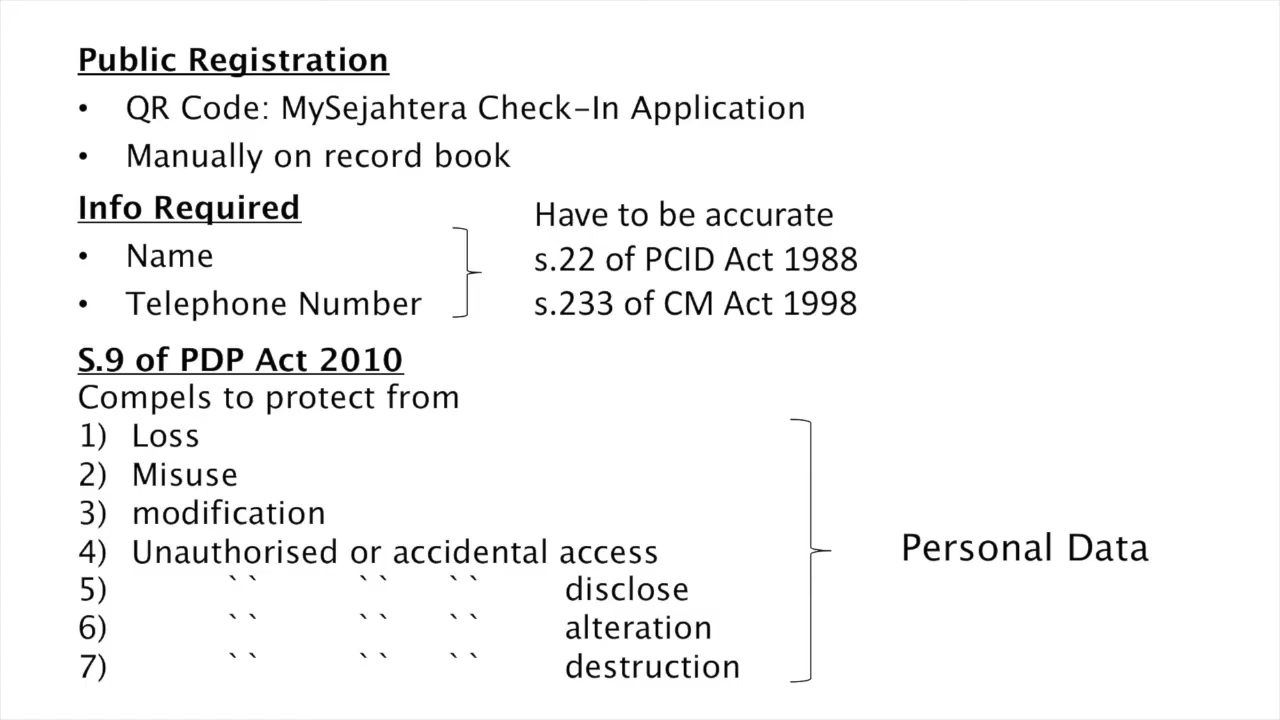 Public Registration
• QR Code: MySejahtera Check-In Application
• Manually on record book
Info Required
• Name
• Telephone Number
Have to be accurate
s.22 of PCID Act 1988
s.233 of CM Act 1998
S.9 of PDP Act 2010
Compels to protect from
1) Loss
2) Misuse
3) modification
4) Unauthorised or accidental access
5) `` `` `` disclose
6) `` `` `` alteration
7) `` `` `` destruction
Personal Data